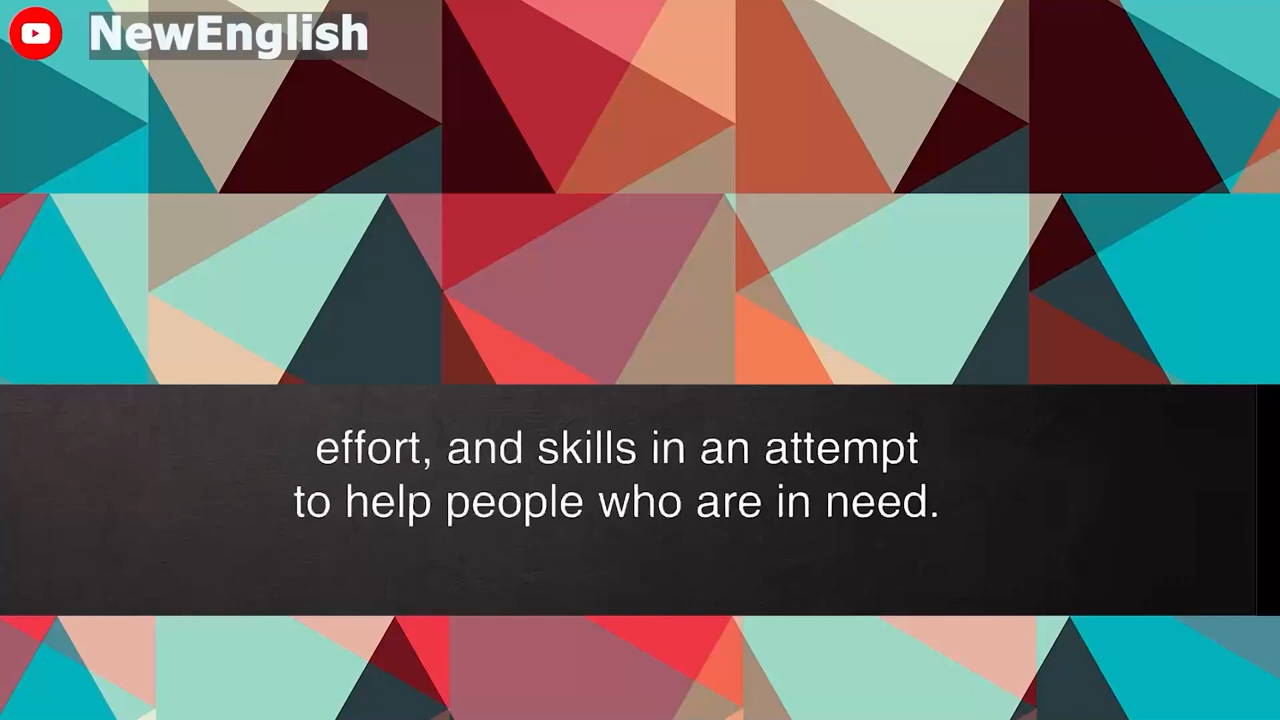 NewEnglish
effort, and skills in an attempt
to help people who are in need.